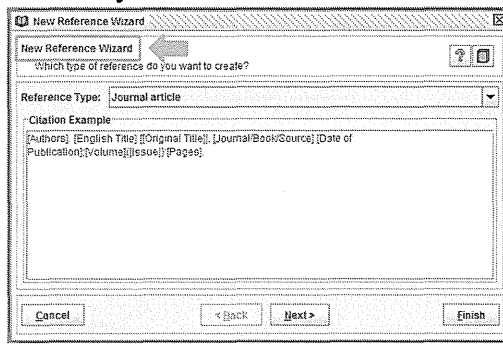 New Reference Wizard
New Reference Wizard
Which type of reference do you want to create?
Reference Type: Journal article
Citation Example
[Authors]. [English Title] [[Original Title]]. [Journal/Book/Source] [Date of
Publication];[Volume]([Issue]):[Pages].
Cancel
< Back
Next >
Finish